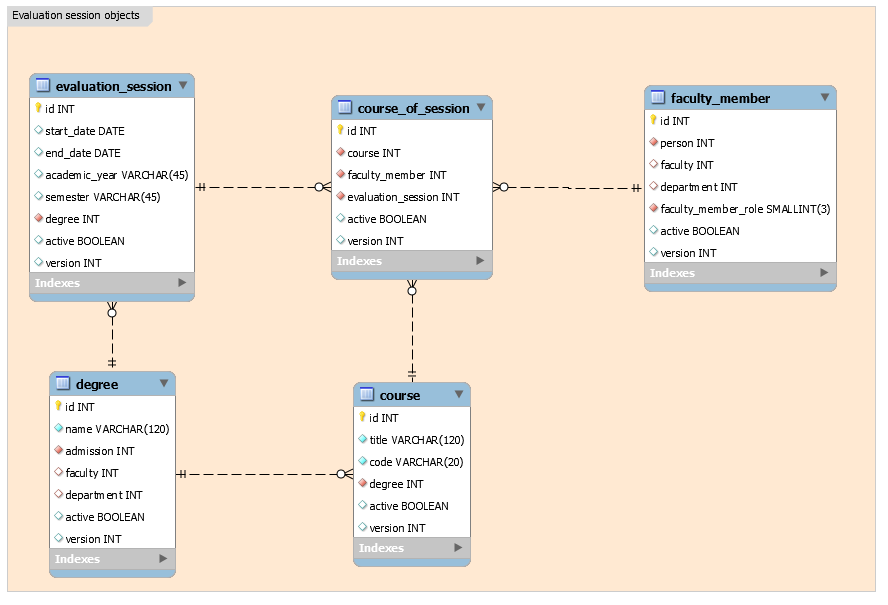 Evaluation session objects
evaluation_session
id INT
start_date DATE
end_date DATE
academic_year VARCHAR(45)
semester VARCHAR(45)
degree INT
active BOOLEAN
version INT
Indexes
course_of_session
id INT
course INT
faculty_member INT
evaluation_session INT
active BOOLEAN
version INT
Indexes
faculty_member
id INT
person INT
faculty INT
department INT
faculty_member_role SMALLINT(3)
active BOOLEAN
version INT
Indexes
degree
id INT
name VARCHAR(120)
admission INT
faculty INT
department INT
active BOOLEAN
version INT
Indexes
course
id INT
title VARCHAR(120)
code VARCHAR(20)
degree INT
active BOOLEAN
version INT
Indexes